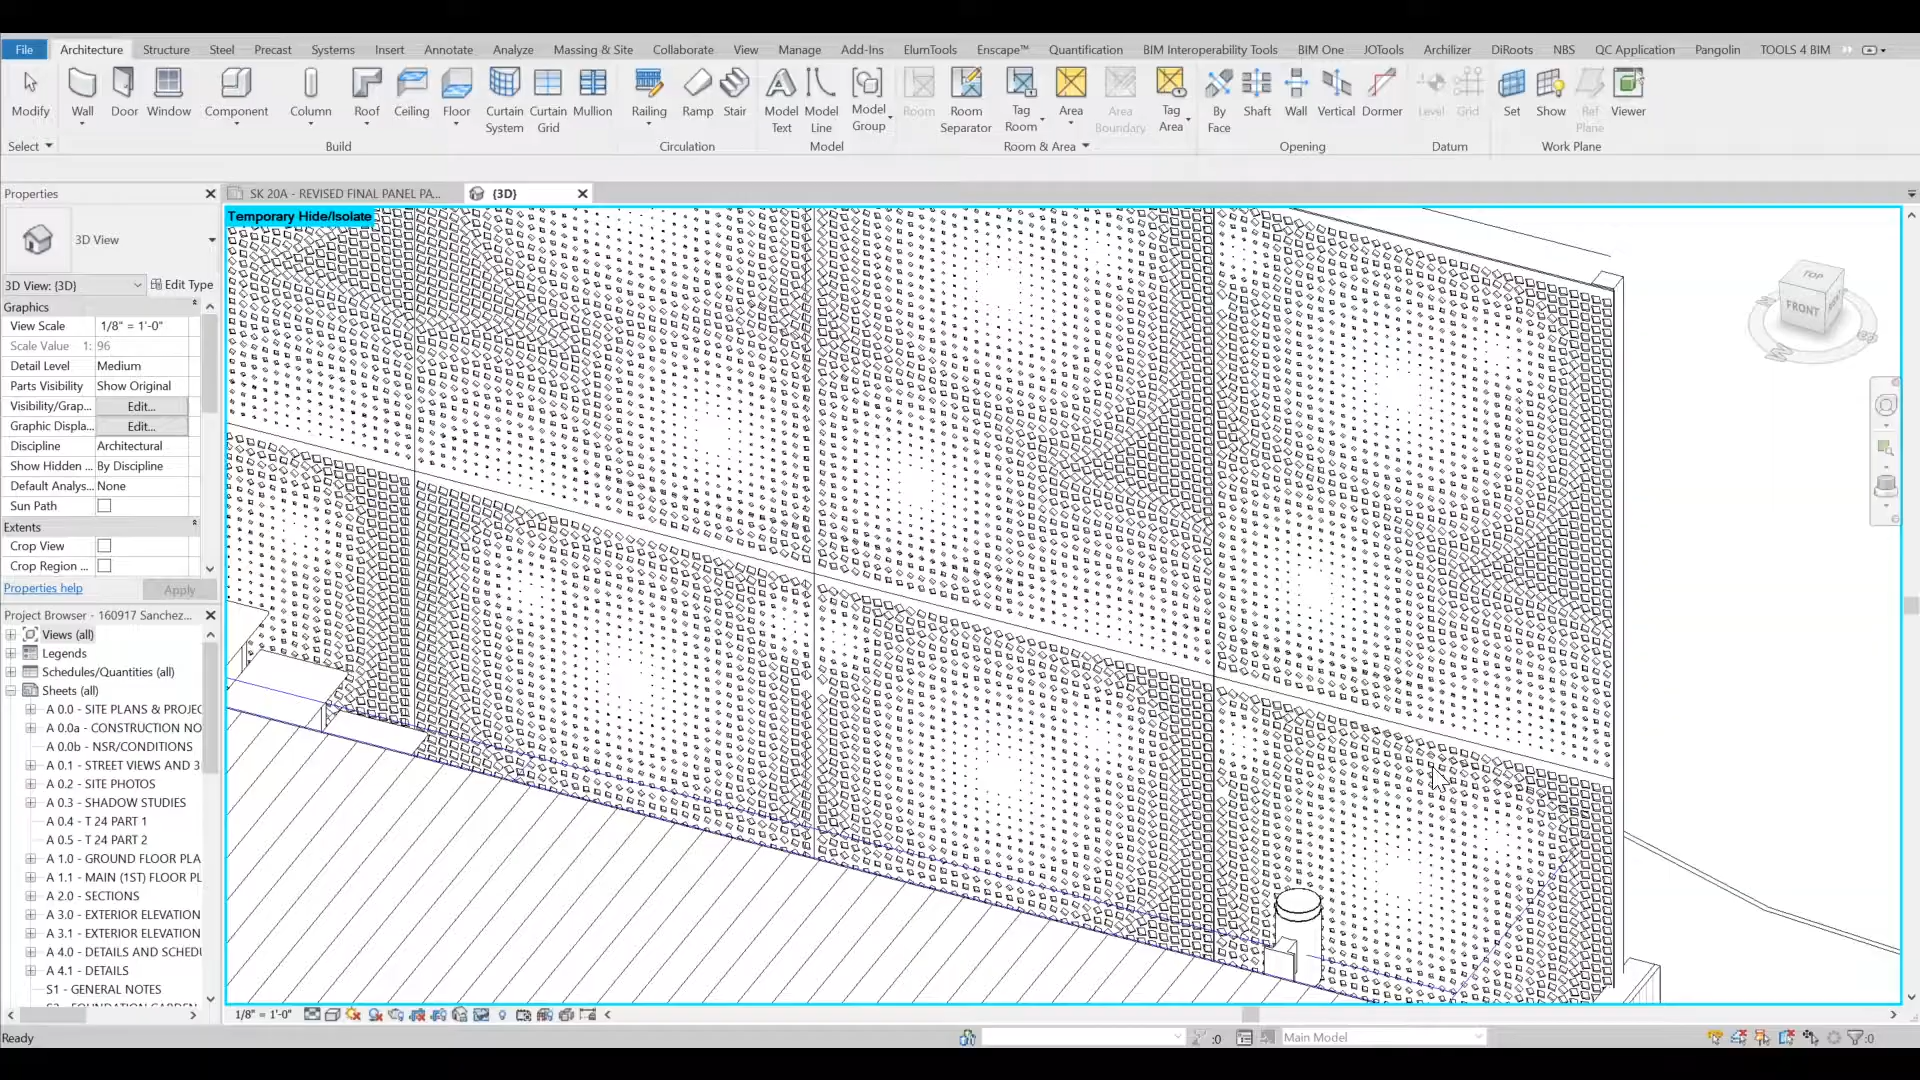 File Architecture Structure Steel Precast Systems Insert Annotate Analyze Massing & Site Collaborate View Manage Add-Ins ElumTools Enscape™ Quantification BIM Interoperability Tools BIM One JOTools Archilizer DiRoots NBS QC Application Pangolin TOOLS 4 BIM
Modify Wall Door Window Component Column Roof Ceiling Floor Curtain System Curtain Grid Mullion Railing Ramp Stair Model Text Model Line Model Group Room Room Separator Tag Room Area Area Boundary Tag Area By Face Shaft Wall Vertical Dormer Level Grid Set Show Ref Plane Viewer
Select Build Circulation Model Room & Area Opening Datum Work Plane
Properties
SK 20A - REVISED FINAL PANEL PA...
{3D}
Temporary Hide/Isolate
3D View
3D View: {3D} Edit Type
Graphics
View Scale 1/8" = 1'-0"
Scale Value 1: 96
Detail Level Medium
Parts Visibility Show Original
Visibility/Grap... Edit...
Graphic Displa... Edit...
Discipline Architectural
Show Hidden ... By Discipline
Default Analys... None
Sun Path
Extents
Crop View
Crop Region ...
Properties help Apply
Project Browser - 160917 Sanchez...
Views (all)
Legends
Schedules/Quantities (all)
Sheets (all)
A 0.0 - SITE PLANS & PROJEC
A 0.0a - CONSTRUCTION NO
A 0.0b - NSR/CONDITIONS
A 0.1 - STREET VIEWS AND 3
A 0.2 - SITE PHOTOS
A 0.3 - SHADOW STUDIES
A 0.4 - T 24 PART 1
A 0.5 - T 24 PART 2
A 1.0 - GROUND FLOOR PLA
A 1.1 - MAIN (1ST) FLOOR PL
A 2.0 - SECTIONS
A 3.0 - EXTERIOR ELEVATION
A 3.1 - EXTERIOR ELEVATION
A 4.0 - DETAILS AND SCHEDU
A 4.1 - DETAILS
S1 - GENERAL NOTES
TOP
FRONT
1/8" = 1'-0"
Ready
:0
Main Model
:0